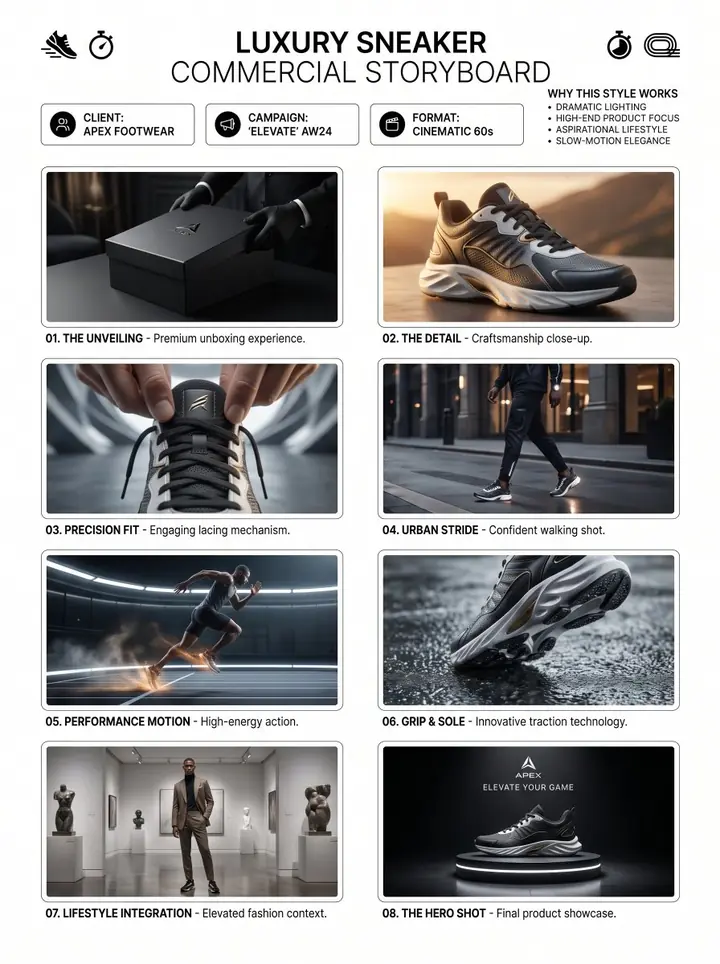 LUXURY SNEAKER
COMMERCIAL STORYBOARD
WHY THIS STYLE WORKS
• DRAMATIC LIGHTING
• HIGH-END PRODUCT FOCUS
• ASPIRATIONAL LIFESTYLE
• SLOW-MOTION ELEGANCE
CLIENT:
APEX FOOTWEAR
CAMPAIGN:
'ELEVATE' AW24
FORMAT:
CINEMATIC 60s
01. THE UNVEILING - Premium unboxing experience.
02. THE DETAIL - Craftsmanship close-up.
03. PRECISION FIT - Engaging lacing mechanism.
04. URBAN STRIDE - Confident walking shot.
05. PERFORMANCE MOTION - High-energy action.
06. GRIP & SOLE - Innovative traction technology.
APEX
ELEVATE YOUR GAME
07. LIFESTYLE INTEGRATION - Elevated fashion context.
08. THE HERO SHOT - Final product showcase.